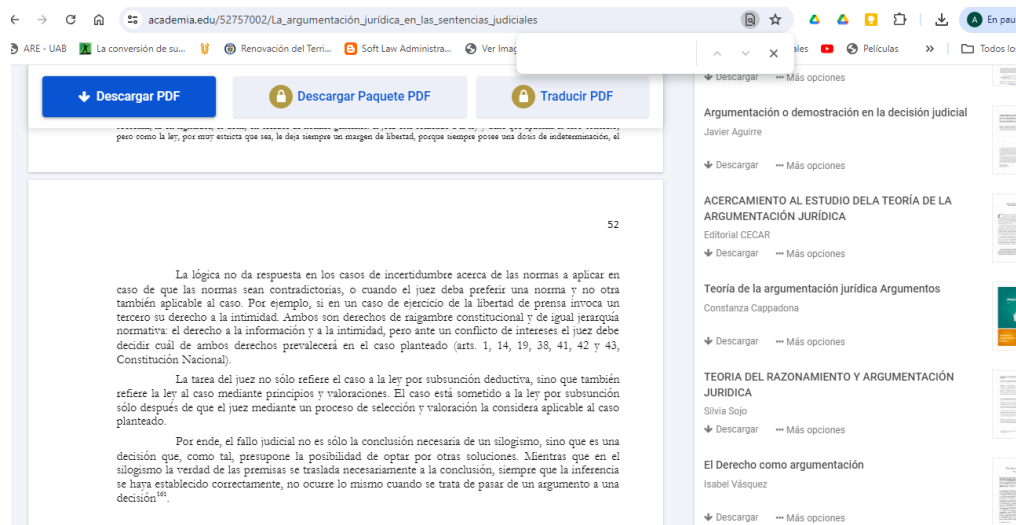 academia.edu/52757002/La_argumentación_jurídica_en_las_sentencias_judiciales
A En pau
ARE - UAB La conversión de su... Renovación del Terri... Soft Law Administra... Ver Imag ales Películas » Todos los
Descargar PDF
Descargar Paquete PDF
Traducir PDF
pero como la ley, por muy estricta que sea, le deja siempre un margen de libertad, porque siempre posee una dosis de indeterminación, el
52
La lógica no da respuesta en los casos de incertidumbre acerca de las normas a aplicar en
caso de que las normas sean contradictorias, o cuando el juez deba preferir una norma y no otra
también aplicable al caso. Por ejemplo, si en un caso de ejercicio de la libertad de prensa invoca un
tercero su derecho a la intimidad. Ambos son derechos de raigambre constitucional y de igual jerarquía
normativa: el derecho a la información y a la intimidad, pero ante un conflicto de intereses el juez debe
decidir cuál de ambos derechos prevalecerá en el caso planteado (arts. 1, 14, 19, 38, 41, 42 y 43,
Constitución Nacional).
La tarea del juez no sólo refiere el caso a la ley por subsunción deductiva, sino que también
refiere la ley al caso mediante principios y valoraciones. El caso está sometido a la ley por subsunción
sólo después de que el juez mediante un proceso de selección y valoración la considera aplicable al caso
planteado.
Por ende, el fallo judicial no es sólo la conclusión necesaria de un silogismo, sino que es una
decisión que, como tal, presupone la posibilidad de optar por otras soluciones. Mientras que en el
silogismo la verdad de las premisas se traslada necesariamente a la conclusión, siempre que la inferencia
se haya establecido correctamente, no ocurre lo mismo cuando se trata de pasar de un argumento a una
decisión161.
Descargar ••• Más opciones
Argumentación o demostración en la decisión judicial
Javier Aguirre
Descargar ••• Más opciones
ACERCAMIENTO AL ESTUDIO DELA TEORÍA DE LA
ARGUMENTACIÓN JURÍDICA
Editorial CECAR
Descargar ••• Más opciones
Teoría de la argumentación jurídica Argumentos
Constanza Cappadona
Descargar ••• Más opciones
TEORIA DEL RAZONAMIENTO Y ARGUMENTACIÓN
JURIDICA
Silvia Sojo
Descargar ••• Más opciones
El Derecho como argumentación
Isabel Vásquez
Descargar ••• Más opciones